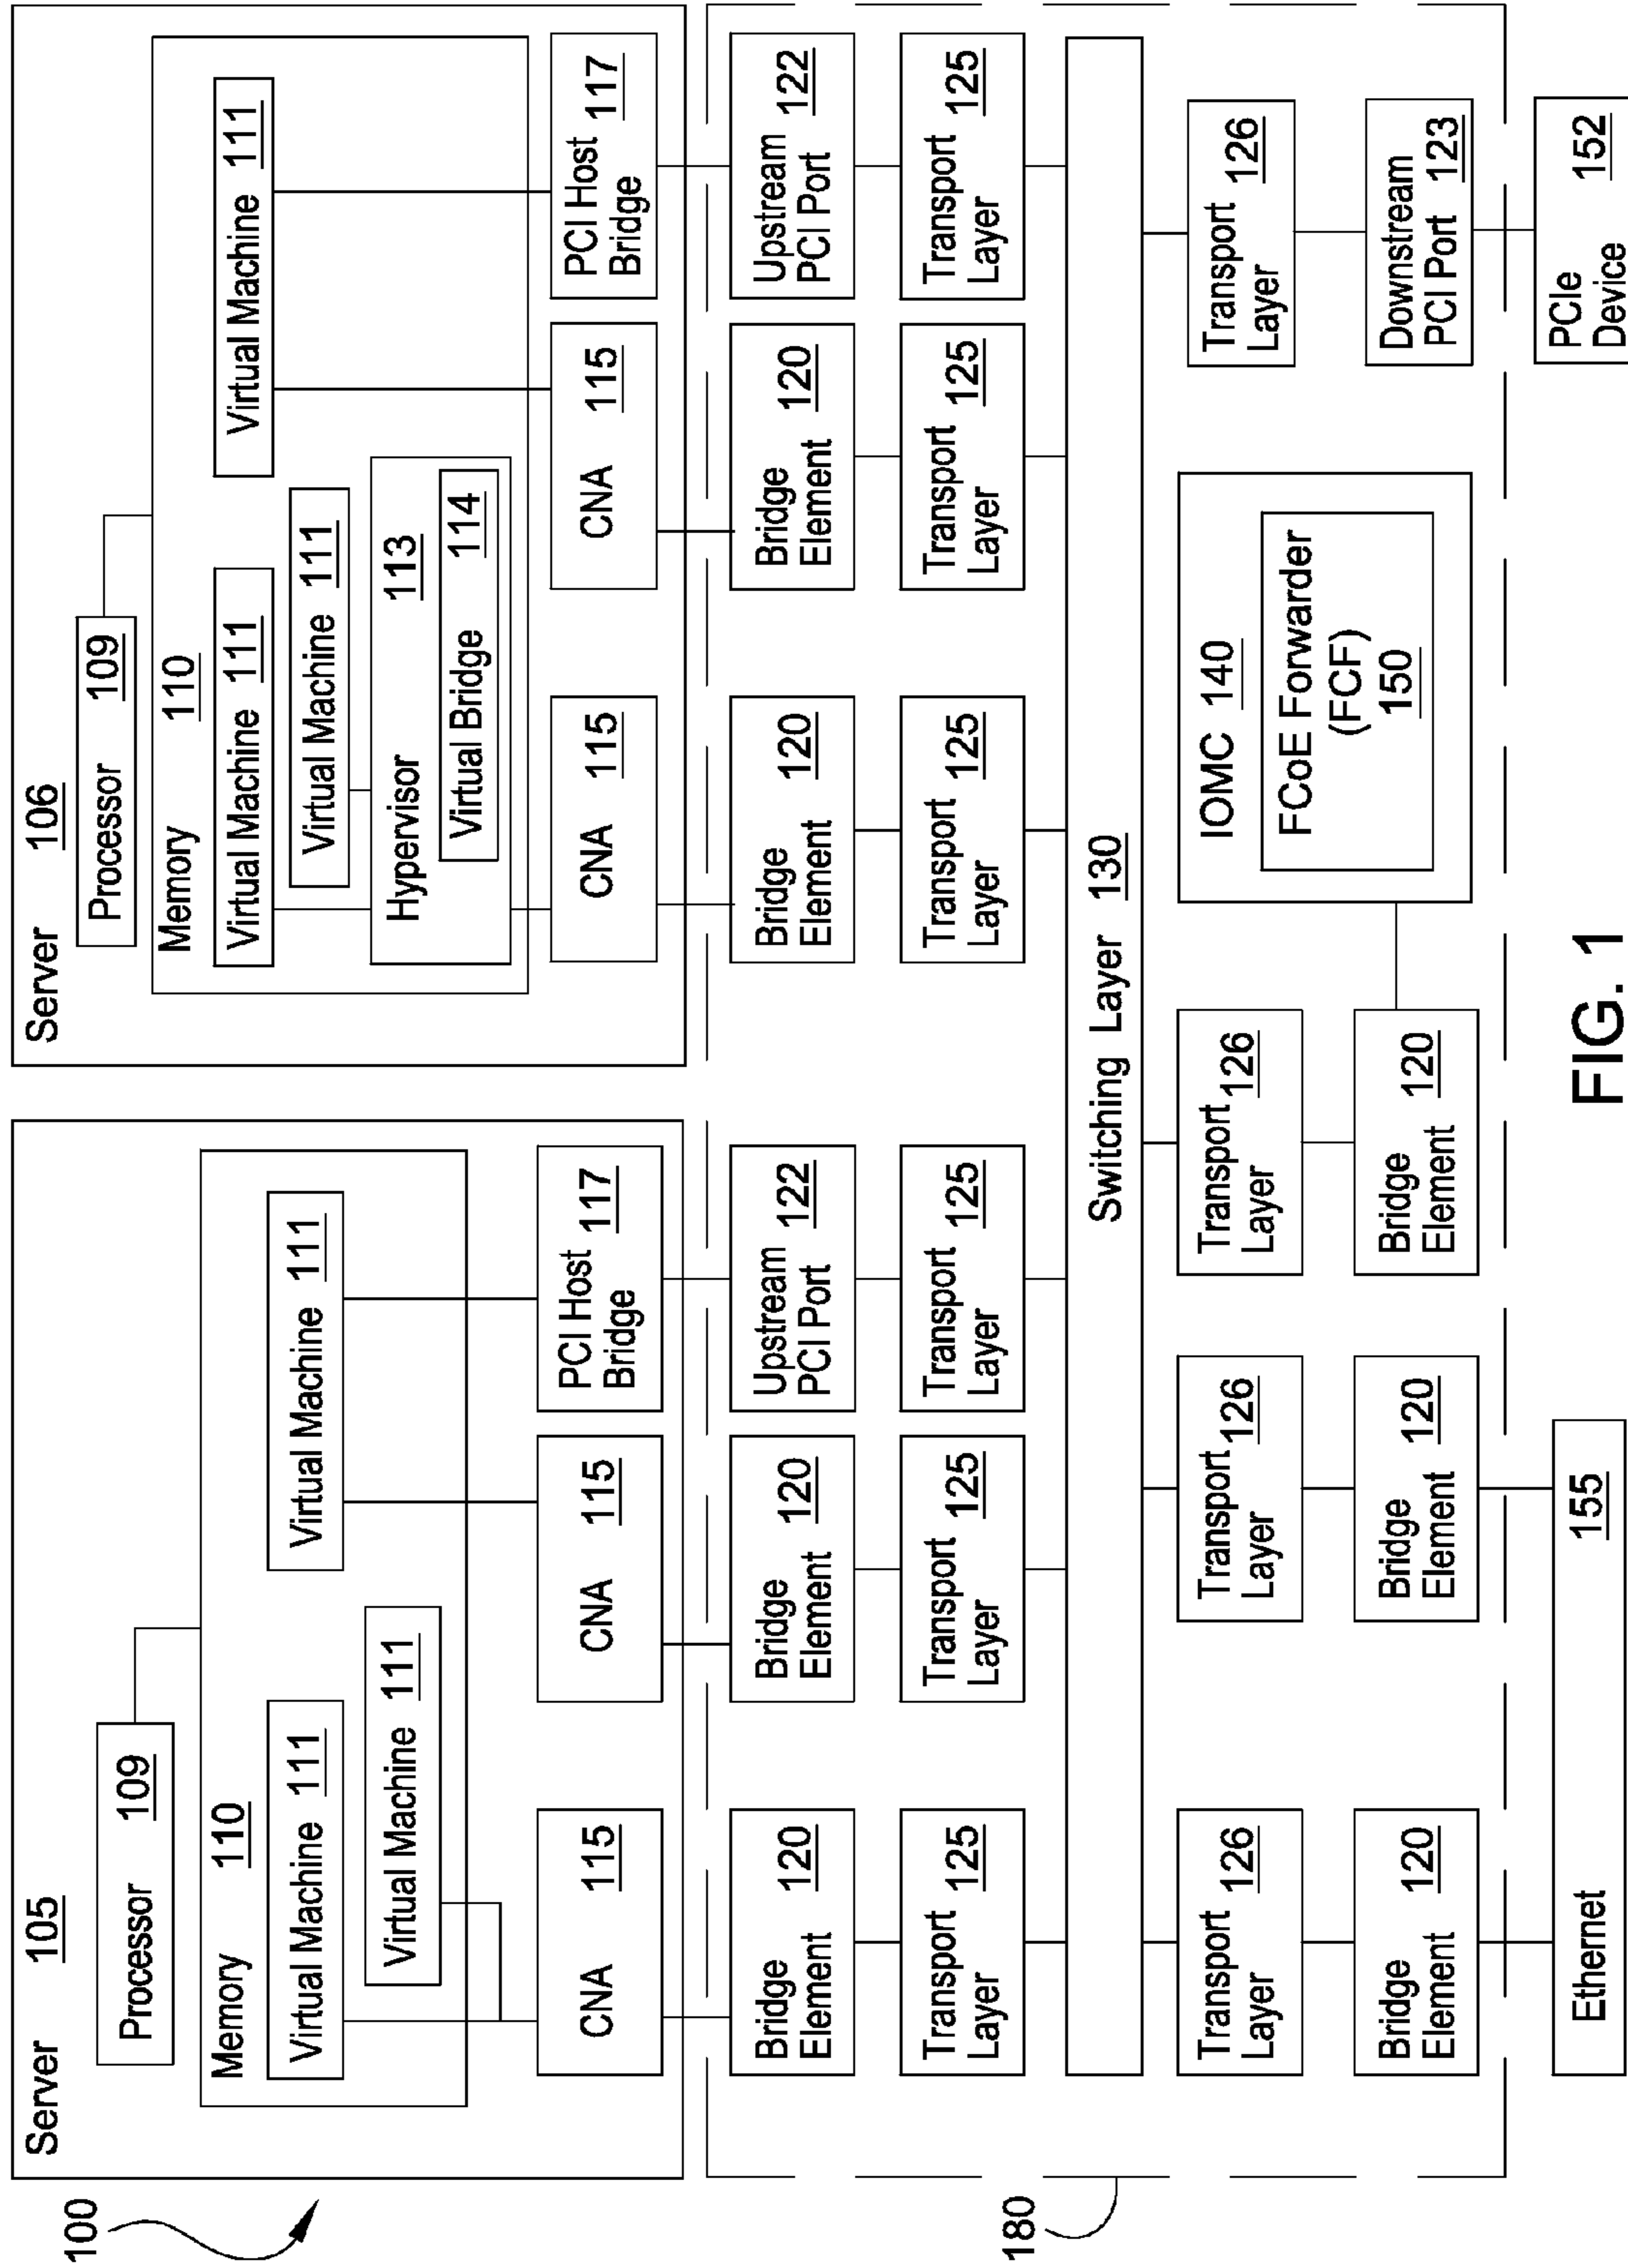 100
Server 105
Processor 109
Memory 110
Virtual Machine 111
Virtual Machine 111
Virtual Machine 111
CNA 115
CNA 115
PCI Host
Bridge 117
Server 106
Processor 109
Memory 110
Virtual Machine 111
Virtual Machine 111
Virtual Machine 111
Hypervisor 113
Virtual Bridge 114
CNA 115
CNA 115
PCI Host
Bridge 117
180
Bridge
Element 120
Bridge
Element 120
Upstream
PCI Port 122
Bridge
Element 120
Bridge
Element 120
Upstream
PCI Port 122
Transport
Layer 125
Transport
Layer 125
Transport
Layer 125
Transport
Layer 125
Transport
Layer 125
Transport
Layer 125
Switching Layer 130
Transport
Layer 126
Transport
Layer 126
Transport
Layer 126
IOMC 140
FCoE Forwarder
(FCF)
150
Transport
Layer 126
Bridge
Element 120
Bridge
Element 120
Bridge
Element 120
Downstream
PCI Port 123
Ethernet 155
PCIe
Device 152
FIG. 1